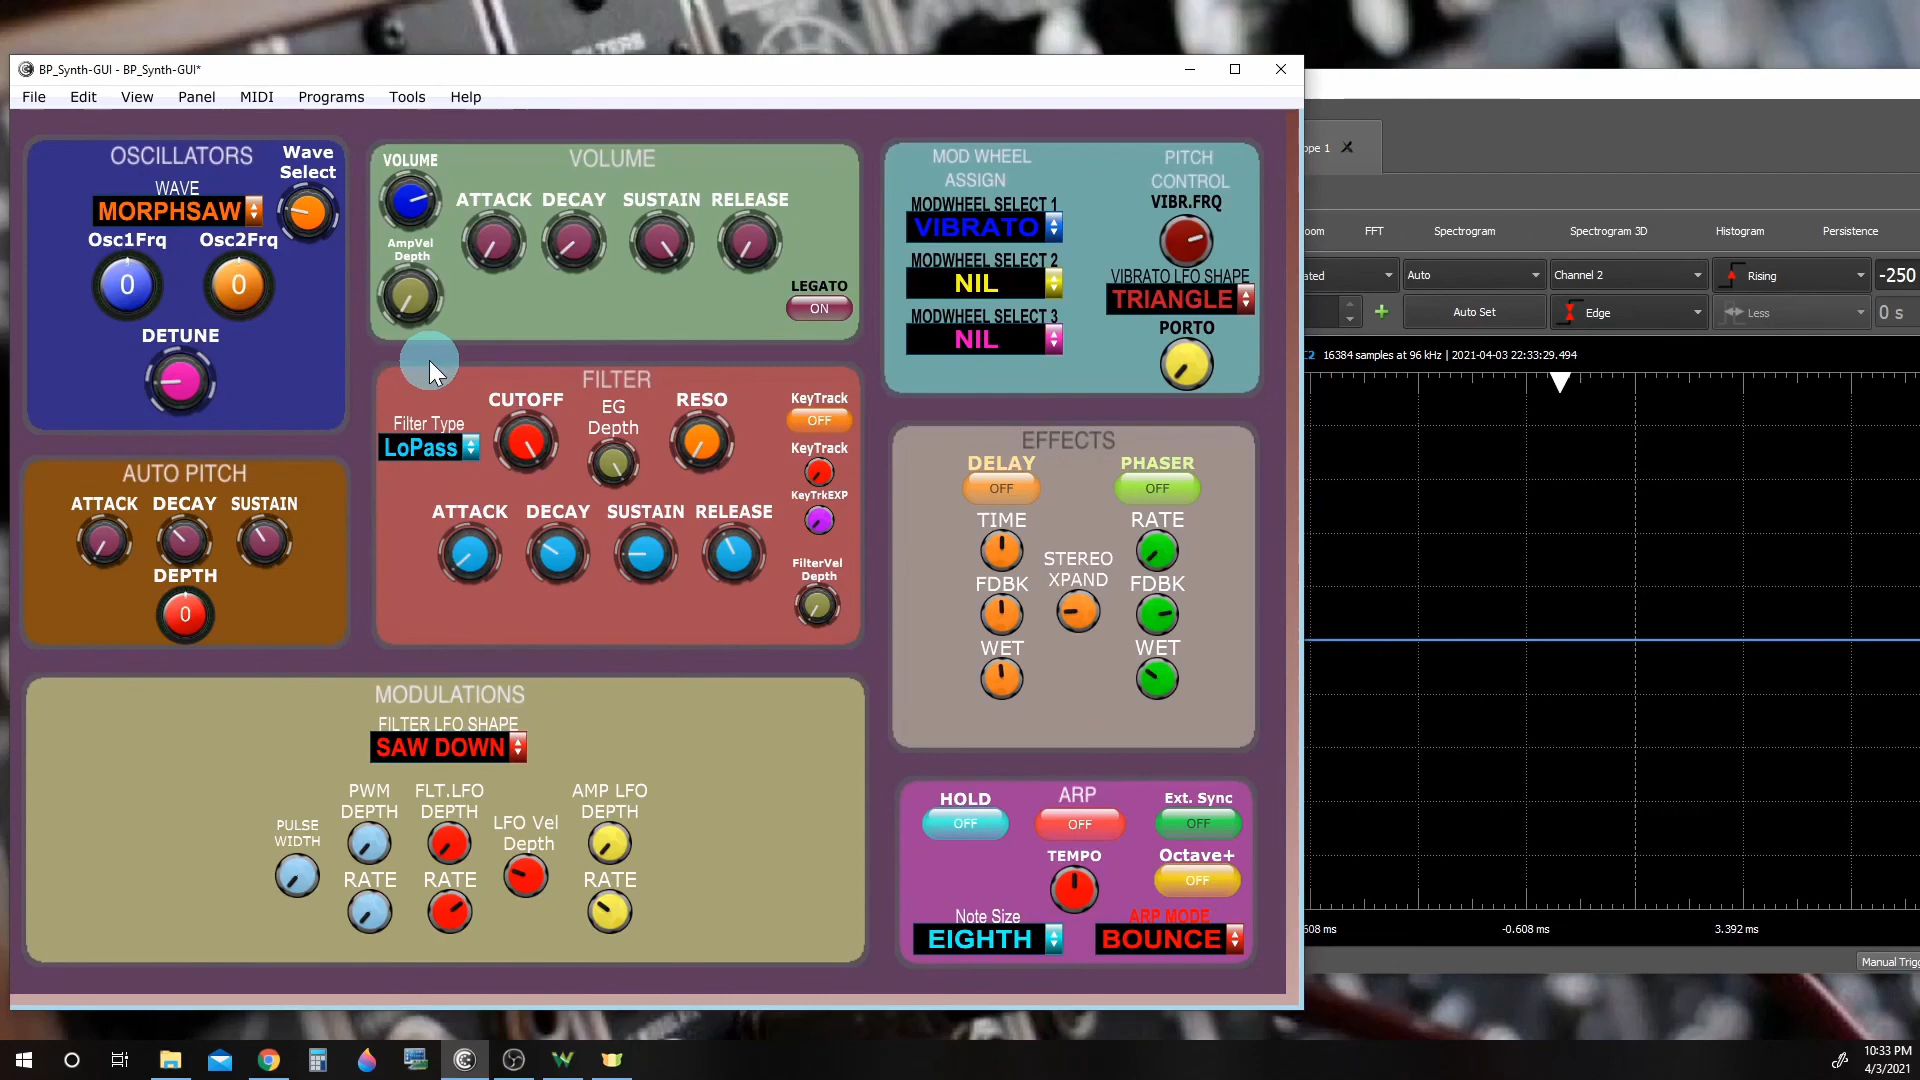 BP_Synth-GUI - BP_Synth-GUI*
File Edit View Panel MIDI Programs Tools Help
OSCILLATORS
Wave
Select
WAVE
MORPHSAW
Osc1Frq
Osc2Frq
0
0
DETUNE
VOLUME
VOLUME
ATTACK DECAY SUSTAIN RELEASE
AmpVel
Depth
LEGATO
ON
MOD WHEEL
ASSIGN
MODWHEEL SELECT 1
VIBRATO
MODWHEEL SELECT 2
NIL
MODWHEEL SELECT 3
NIL
PITCH
CONTROL
VIBR.FRQ
VIBRATO LFO SHAPE
TRIANGLE
PORTO
AUTO PITCH
ATTACK DECAY SUSTAIN
DEPTH
0
FILTER
Filter Type
LoPass
CUTOFF
EG
Depth
RESO
KeyTrack
OFF
KeyTrack
KeyTrkEXP
ATTACK DECAY SUSTAIN RELEASE
FilterVel
Depth
EFFECTS
DELAY
OFF
TIME
FDBK
WET
STEREO
XPAND
PHASER
OFF
RATE
FDBK
WET
MODULATIONS
FILTER LFO SHAPE
SAW DOWN
PULSE
WIDTH
PWM
DEPTH
RATE
FLT.LFO
DEPTH
RATE
LFO Vel
Depth
AMP LFO
DEPTH
RATE
HOLD
OFF
ARP
OFF
Ext. Sync
OFF
TEMPO
Octave+
OFF
Note Size
EIGHTH
ARP MODE
BOUNCE
ope 1
oom FFT Spectrogram Spectrogram 3D Histogram Persistence
ated Auto Channel 2 Rising -250
Auto Set Edge Less 0 s
C2 16384 samples at 96 kHz | 2021-04-03 22:33:29.494
608 ms -0.608 ms 3.392 ms
Manual Trigg
10:33 PM
4/3/2021